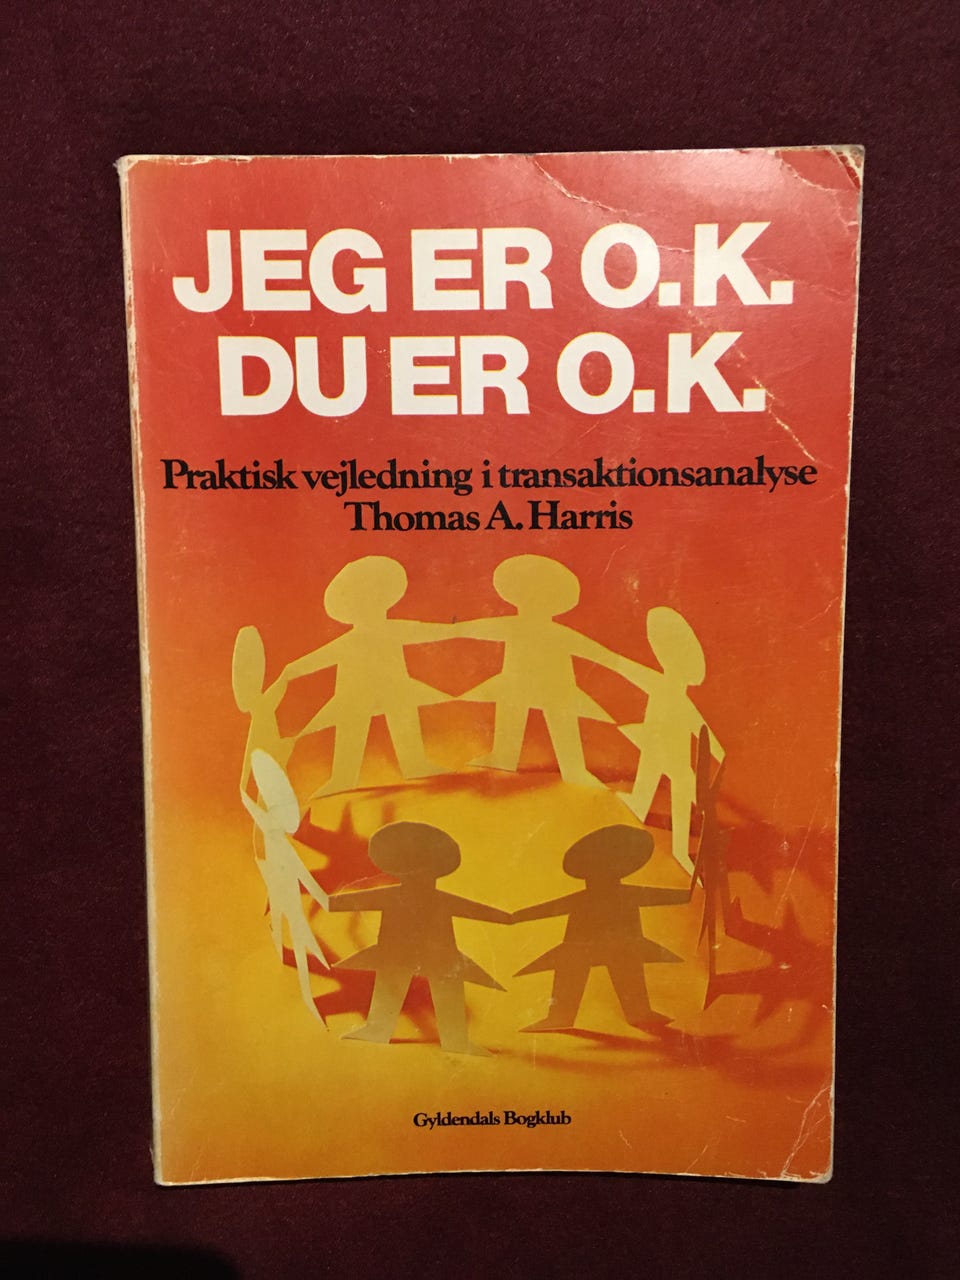 JEG ER O.K.
DU ER O.K.
Praktisk vejledning i transaktionsanalyse
Thomas A. Harris
Gyldendals Bogklub